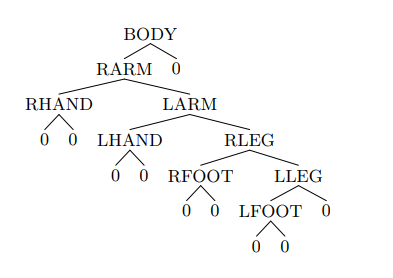 BODY
RARM 0
RHAND LARM
0 0 LHAND RLEG
0 0 RFOOT LLEG
0 0 LFOOT 0
0 0